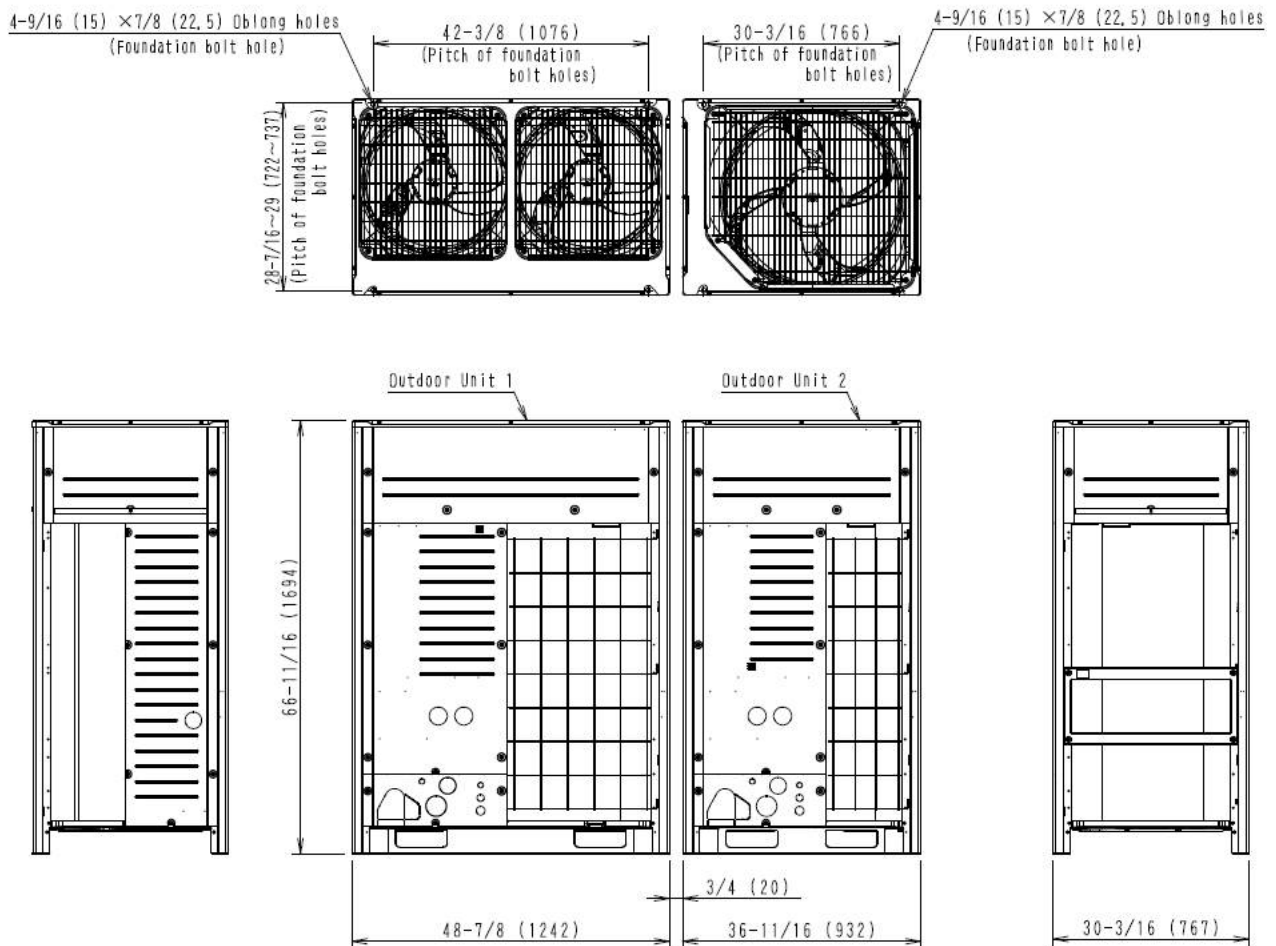 4-9/16 (15) ×7/8 (22,5) Oblong holes
(Foundation bolt hole)
42-3/8 (1076)
(Pitch of foundation
bolt holes)
30-3/16 (766)
(Pitch of foundation
bolt holes)
4-9/16 (15) ×7/8 (22,5) Oblong holes
(Foundation bolt hole)
28-7/16~29 (722~737)
(Pitch of foundation
bolt holes)
Outdoor Unit 1
Outdoor Unit 2
66-11/16 (1694)
3/4 (20)
48-7/8 (1242)
36-11/16 (932)
30-3/16 (767)